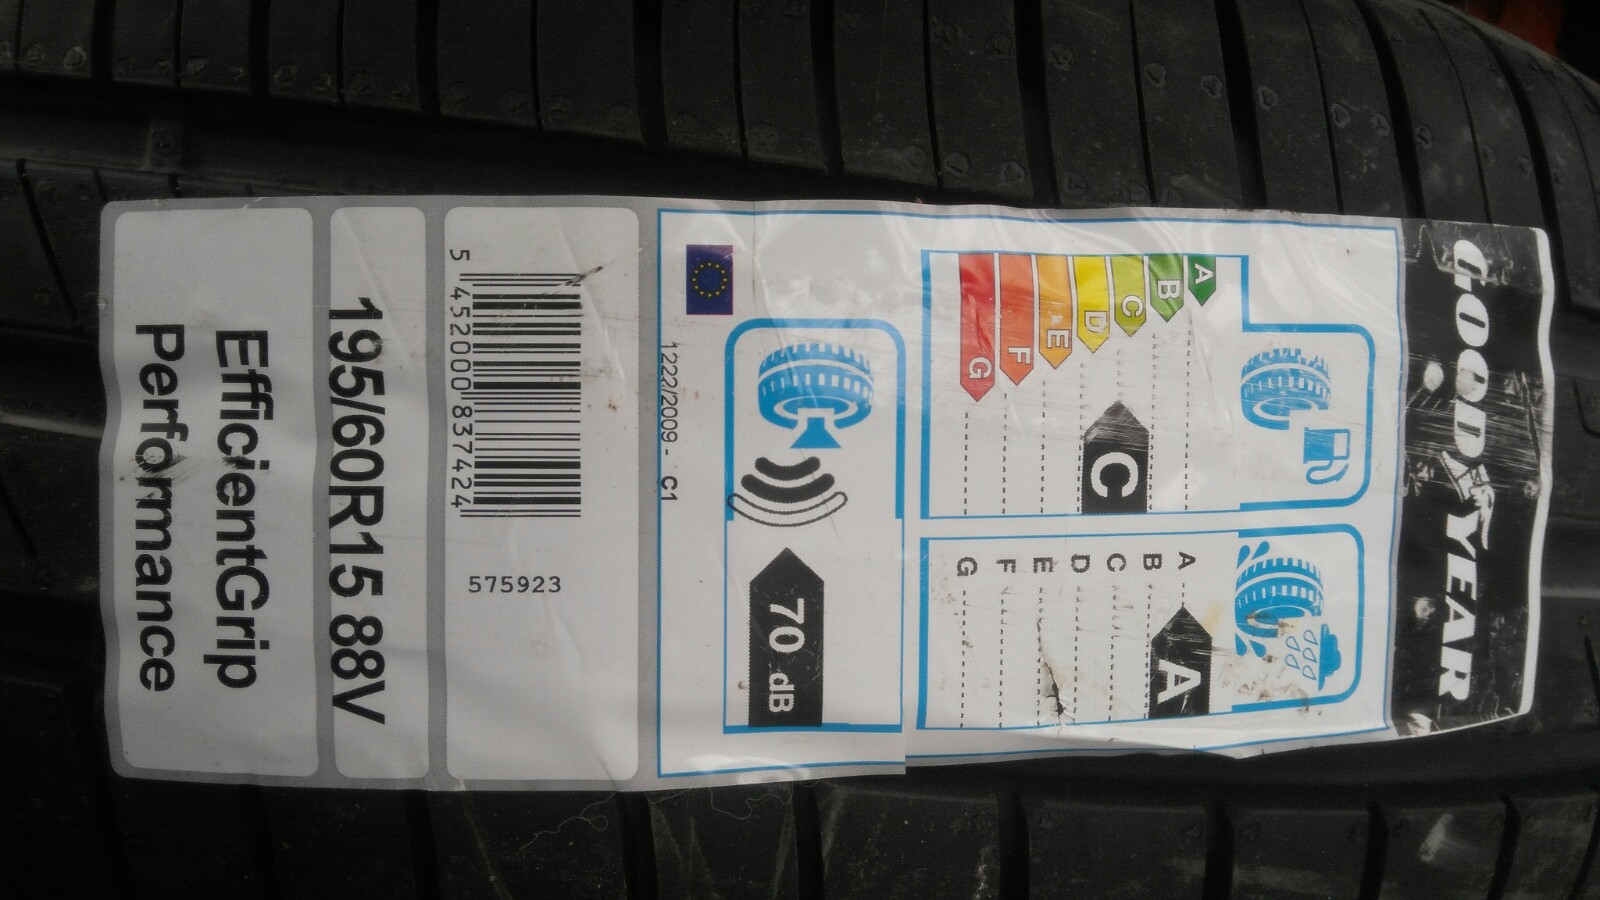 GOODYEAR
A
B
C
D
E
F
G
C
A
B
C
D
E
F
G
A
70 dB
1222/2009 - C1
5 452000 837424
575923
195/60R15 88V
EfficientGrip
Performance